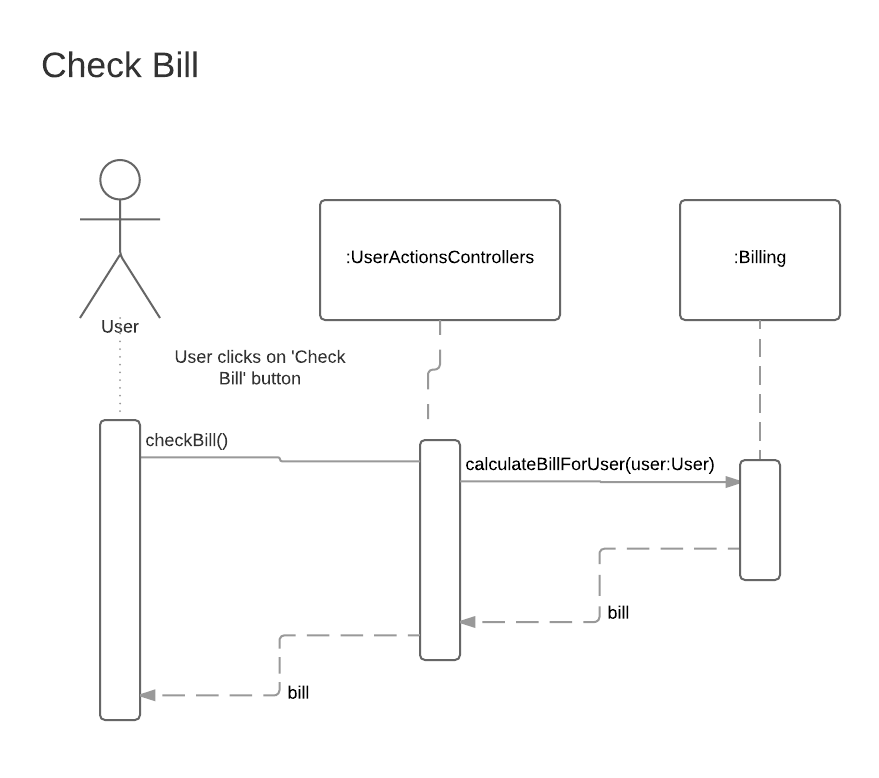 Check Bill
:UserActionsControllers
:Billing
User
User clicks on 'Check
Bill' button
checkBill()
calculateBillForUser(user:User)
bill
bill